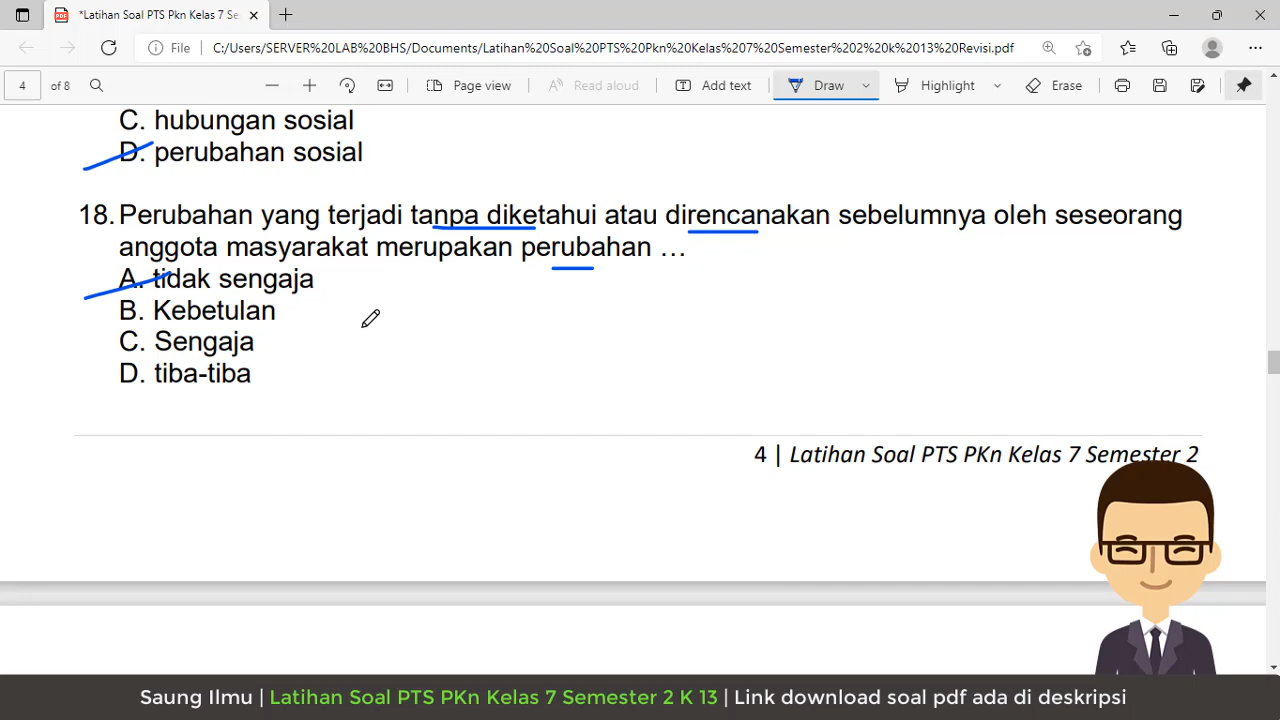 *Latihan Soal PTS Pkn Kelas 7 Se
File
C:/Users/SERVER%20LAB%20BHS/Documents/Latihan%20Soal%20PTS%20Pkn%20Kelas%207%20Semester%202%20k%2013%20Revisi.pdf
4 of 8
Page view
Read aloud
Add text
Draw
Highlight
Erase
C. hubungan sosial
D. perubahan sosial
18. Perubahan yang terjadi tanpa diketahui atau direncanakan sebelumnya oleh seseorang
anggota masyarakat merupakan perubahan …
A. tidak sengaja
B. Kebetulan
C. Sengaja
D. tiba-tiba
4 | Latihan Soal PTS PKn Kelas 7 Semester 2
Saung Ilmu | Latihan Soal PTS PKn Kelas 7 Semester 2 K 13 | Link download soal pdf ada di deskripsi